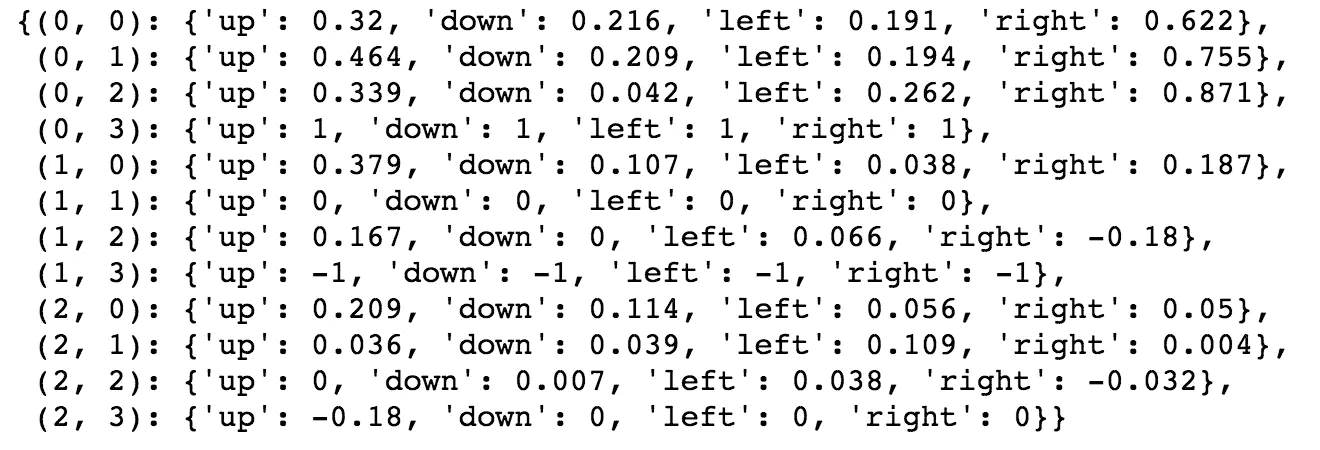 {(0, 0): {'up': 0.32, 'down': 0.216, 'left': 0.191, 'right': 0.622},
(0, 1): {'up': 0.464, 'down': 0.209, 'left': 0.194, 'right': 0.755},
(0, 2): {'up': 0.339, 'down': 0.042, 'left': 0.262, 'right': 0.871},
(0, 3): {'up': 1, 'down': 1, 'left': 1, 'right': 1},
(1, 0): {'up': 0.379, 'down': 0.107, 'left': 0.038, 'right': 0.187},
(1, 1): {'up': 0, 'down': 0, 'left': 0, 'right': 0},
(1, 2): {'up': 0.167, 'down': 0, 'left': 0.066, 'right': -0.18},
(1, 3): {'up': -1, 'down': -1, 'left': -1, 'right': -1},
(2, 0): {'up': 0.209, 'down': 0.114, 'left': 0.056, 'right': 0.05},
(2, 1): {'up': 0.036, 'down': 0.039, 'left': 0.109, 'right': 0.004},
(2, 2): {'up': 0, 'down': 0.007, 'left': 0.038, 'right': -0.032},
(2, 3): {'up': -0.18, 'down': 0, 'left': 0, 'right': 0}}